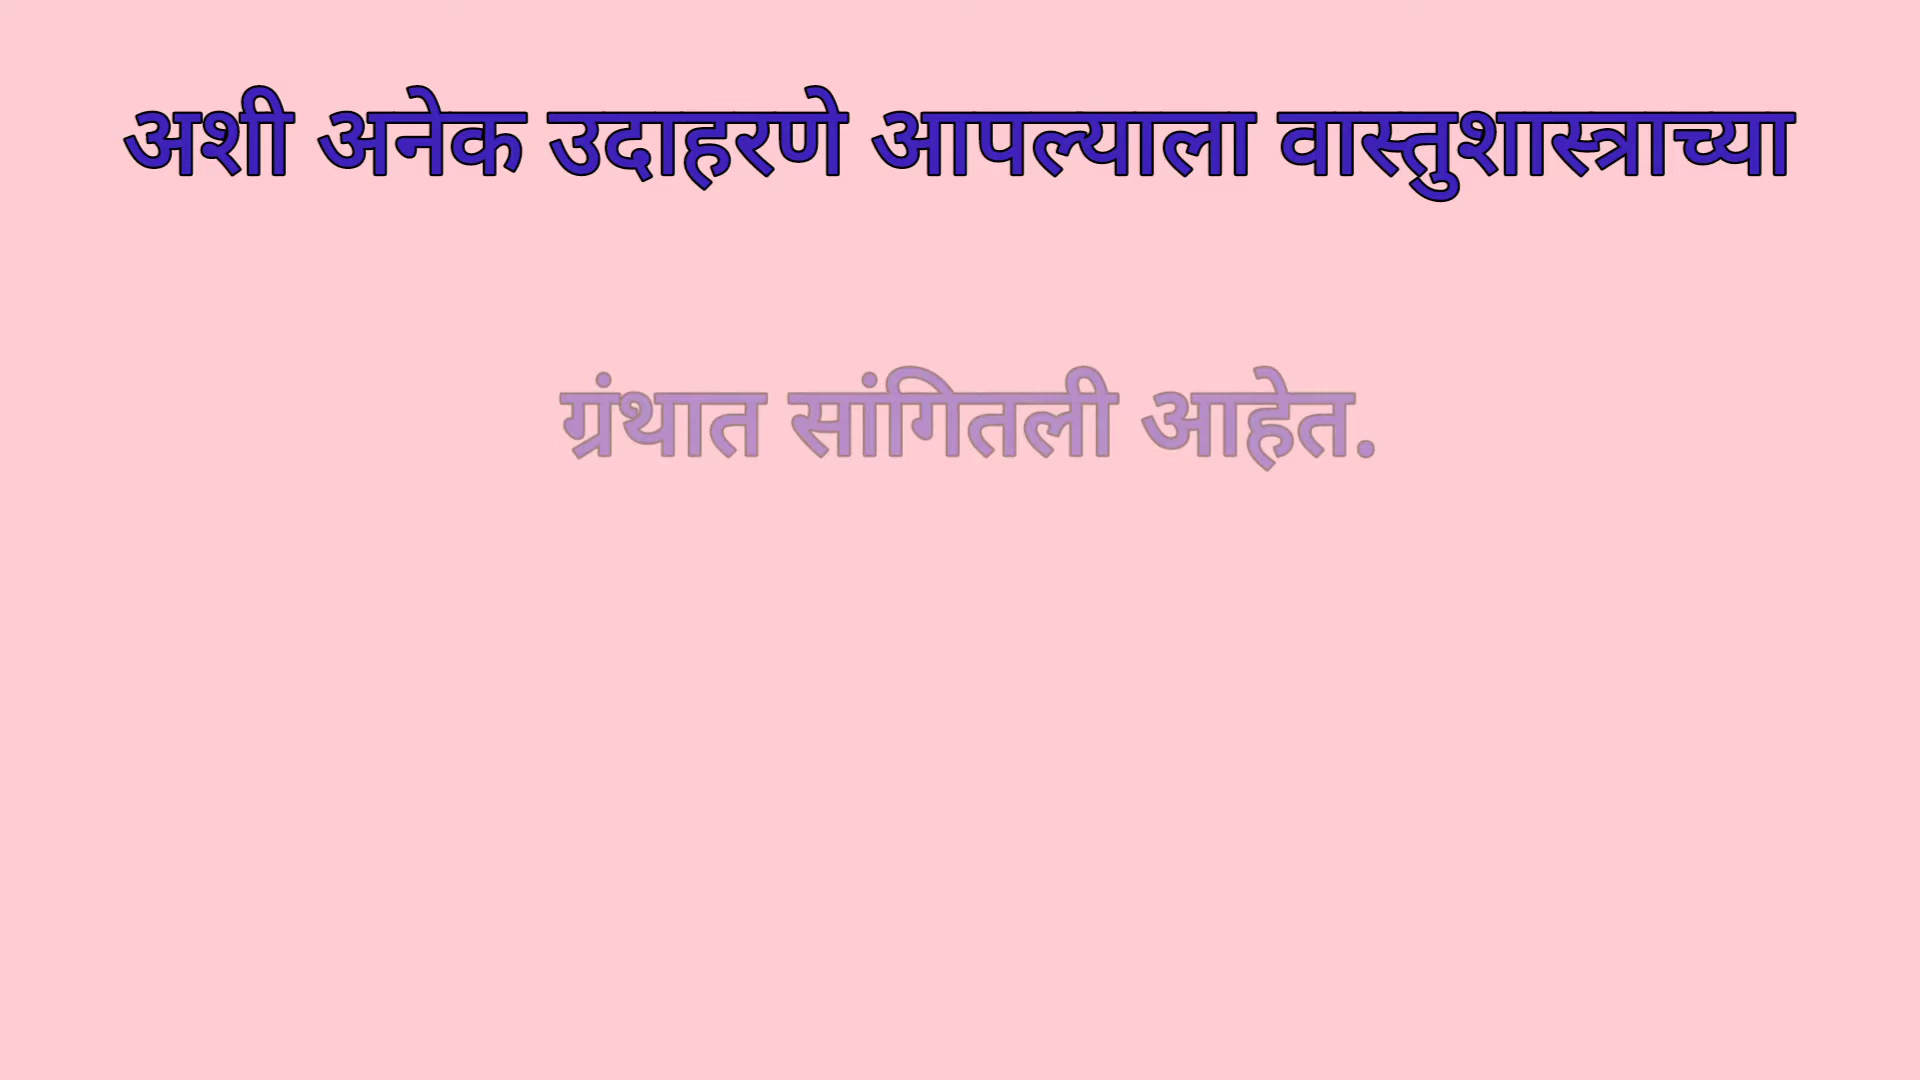 अशी अनेक उदाहरणे आपल्याला वास्तुशास्त्राच्या
ग्रंथात सांगितली आहेत.